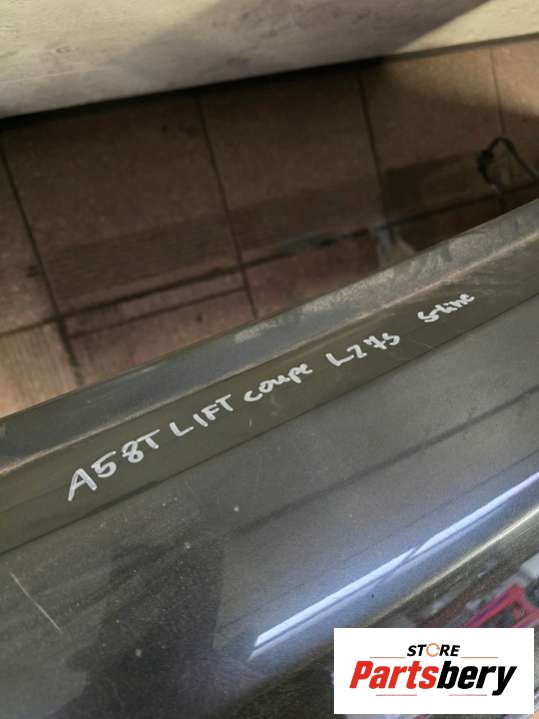 A58T LIFT coupe LZ7S S-line
STORE
Partsbery